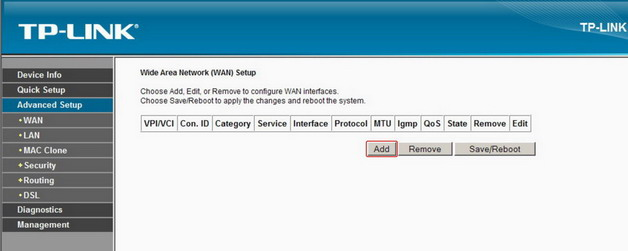 TP-LINK®
TP-LINK
Device Info
Quick Setup
Advanced Setup
WAN
LAN
MAC Clone
Security
Routing
DSL
Diagnostics
Management
Wide Area Network (WAN) Setup
Choose Add, Edit, or Remove to configure WAN interfaces.
Choose Save/Reboot to apply the changes and reboot the system.
VPI/VCI Con. ID Category Service Interface Protocol MTU Igmp QoS State Remove Edit
Add Remove Save/Reboot